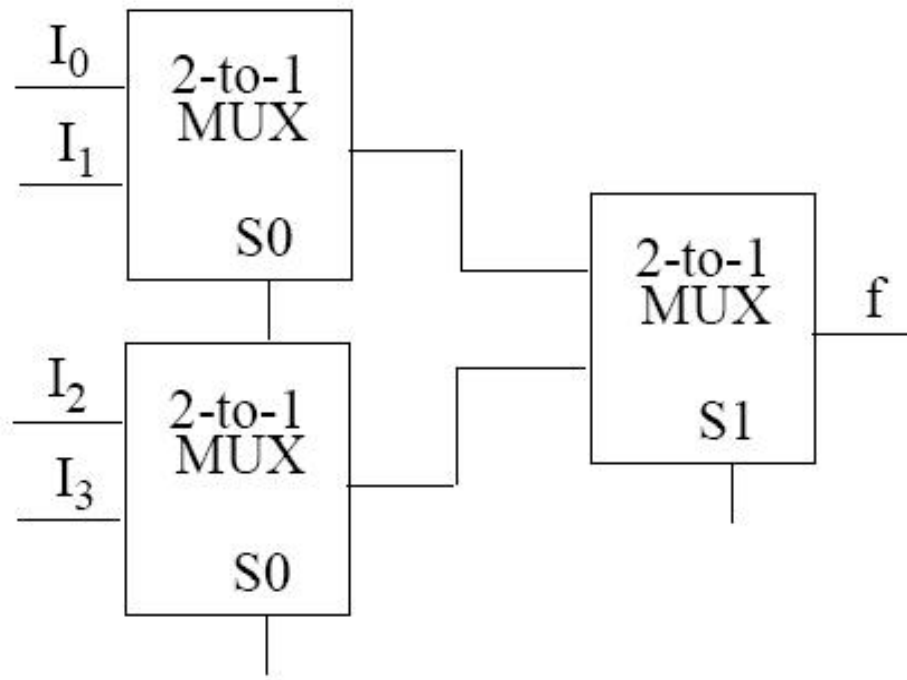 I₀
2-to-1
MUX
I₁
S0
2-to-1
MUX
f
S1
I₂
2-to-1
MUX
I₃
S0